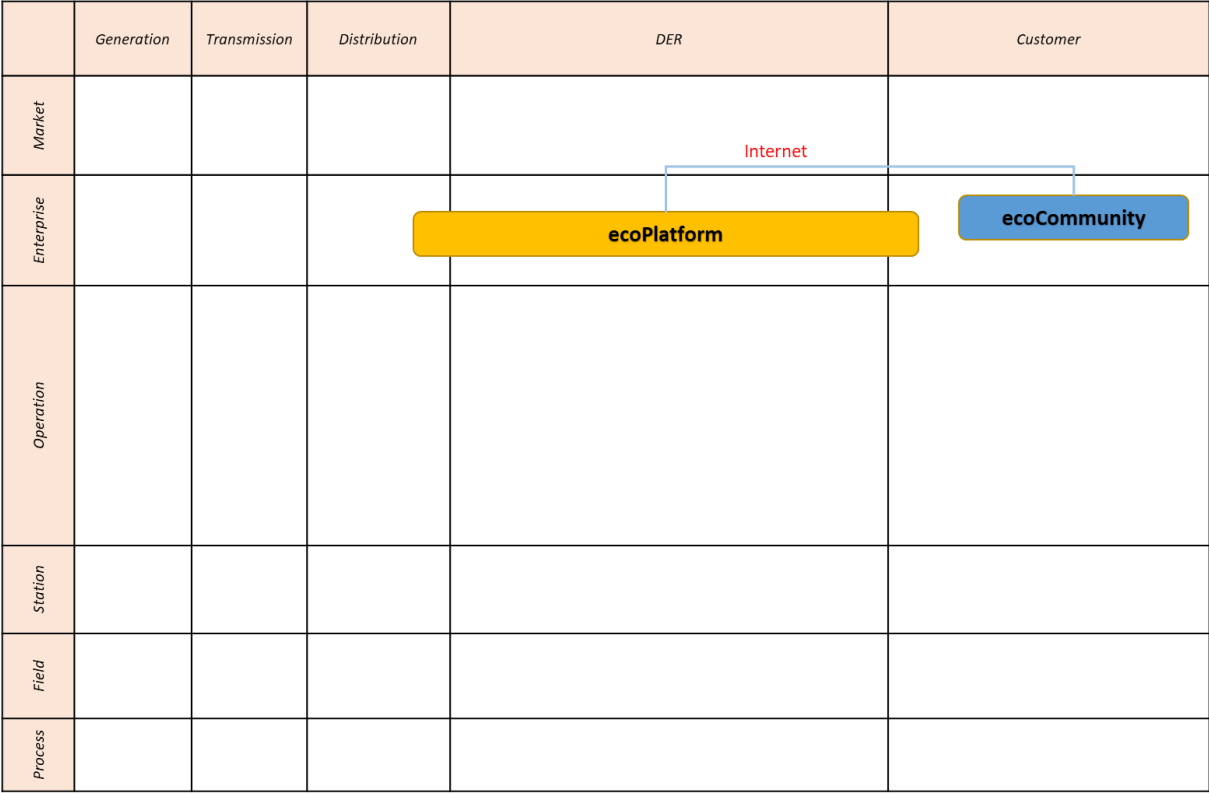 Generation
Transmission
Distribution
DER
Customer
Market
Internet
Enterprise
ecoPlatform
ecoCommunity
Operation
Station
Field
Process